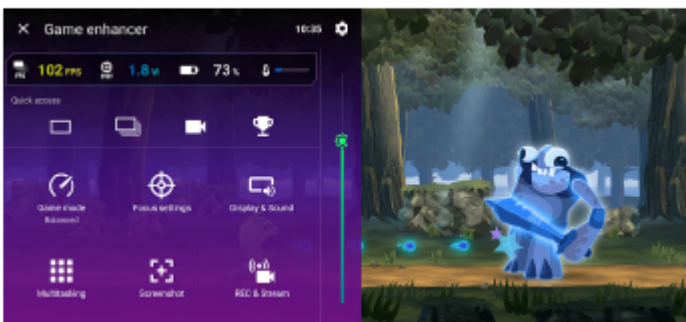 Game enhancer
10:35
102 FPS 1.8 W 73%
Quick access
Game mode
Balanced
Focus settings
Display & Sound
Multitasking
Screenshot
REC & Stream